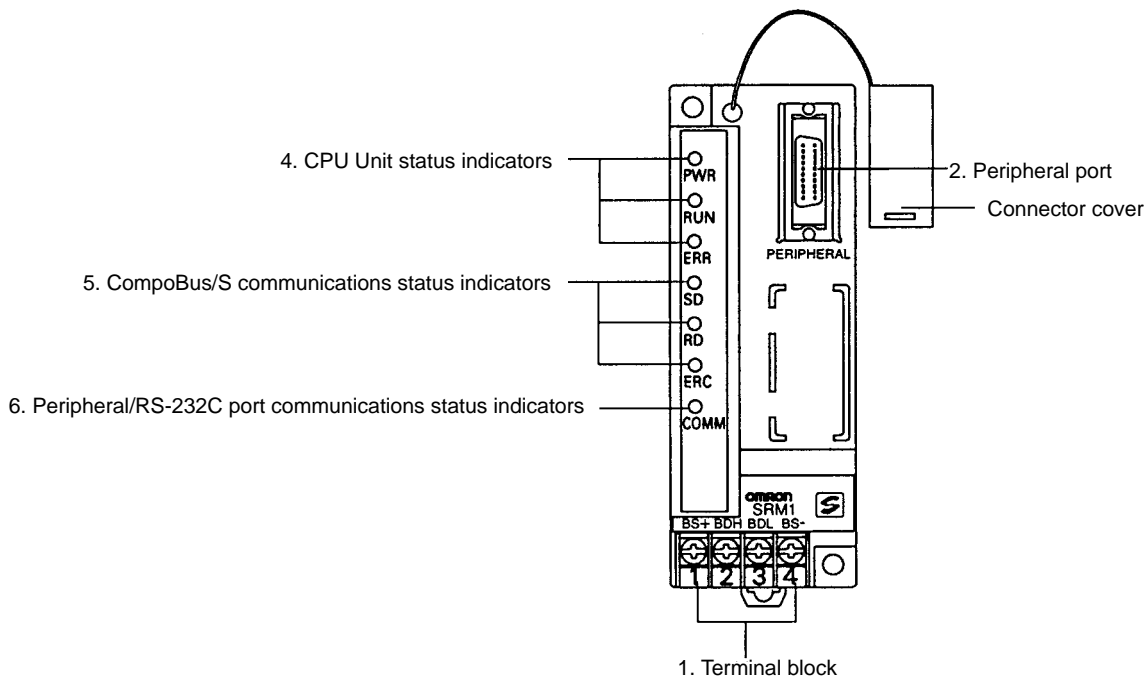 4. CPU Unit status indicators
PWR
2. Peripheral port
RUN
Connector cover
ERR
PERIPHERAL
5. CompoBus/S communications status indicators
SD
RD
ERC
6. Peripheral/RS-232C port communications status indicators
COMM
OMRON
SRM1
S
BS+ BDH BDL BS-
1 2 3 4
1. Terminal block